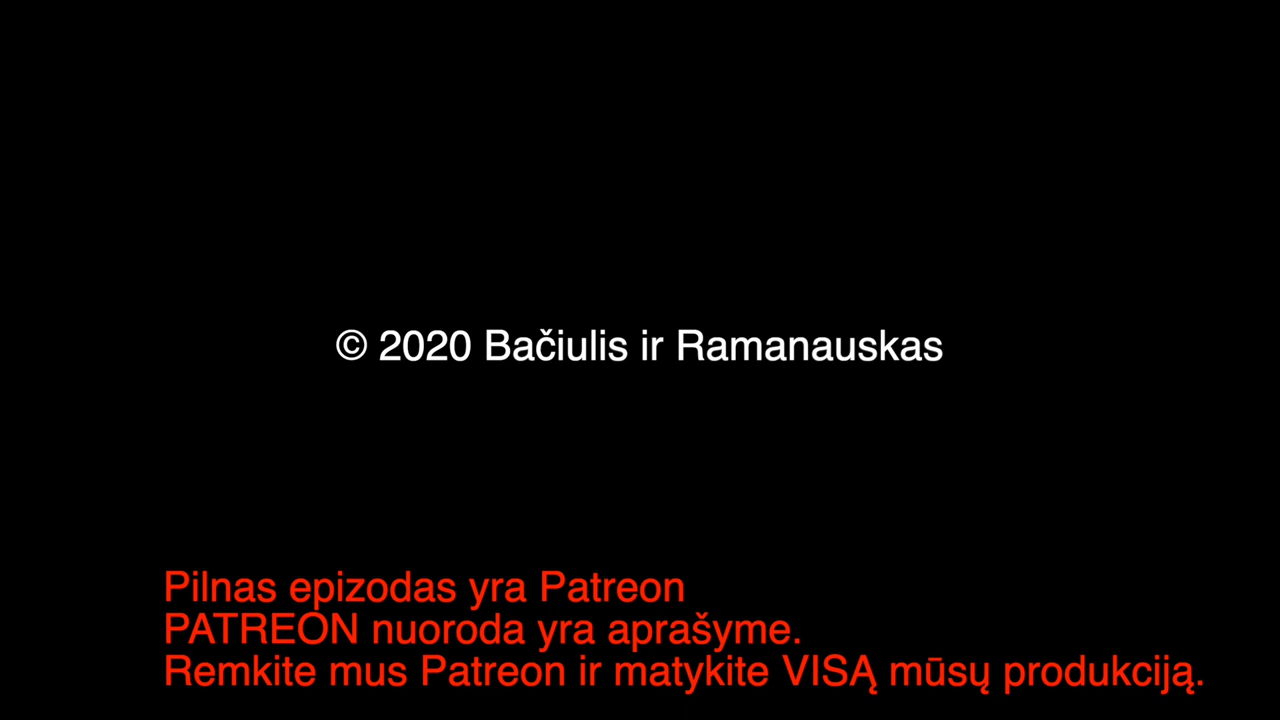 © 2020 Bačiulis ir Ramanauskas
Pilnas epizodas yra Patreon
PATREON nuoroda yra aprašyme.
Remkite mus Patreon ir matykite VISĄ mūsų produkciją.